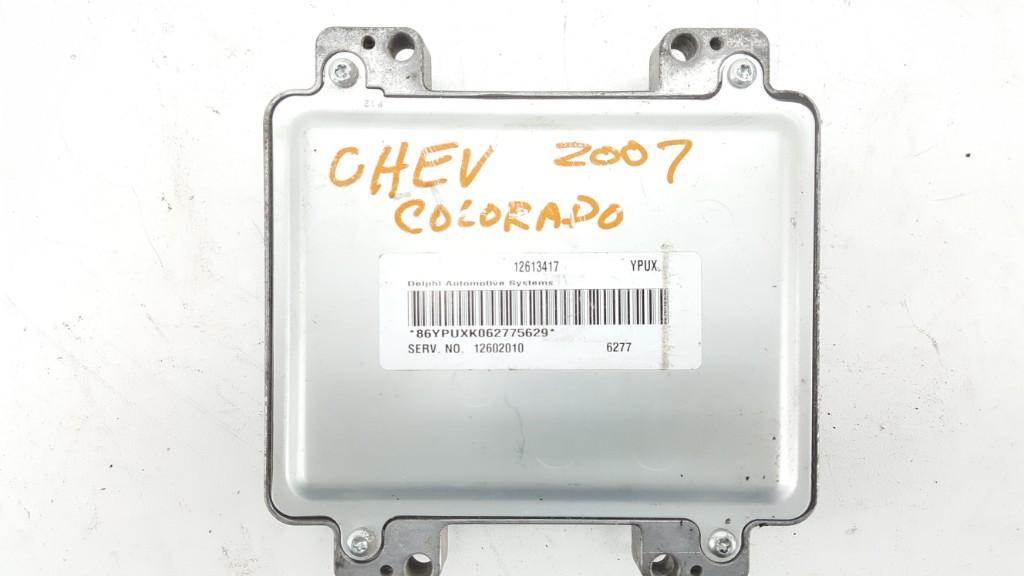 CHEV 2007
COLORADO
12613417 YPUX
Delphi Automotive Systems
*86YPUXK062775629*
SERV. NO. 12602010 6277